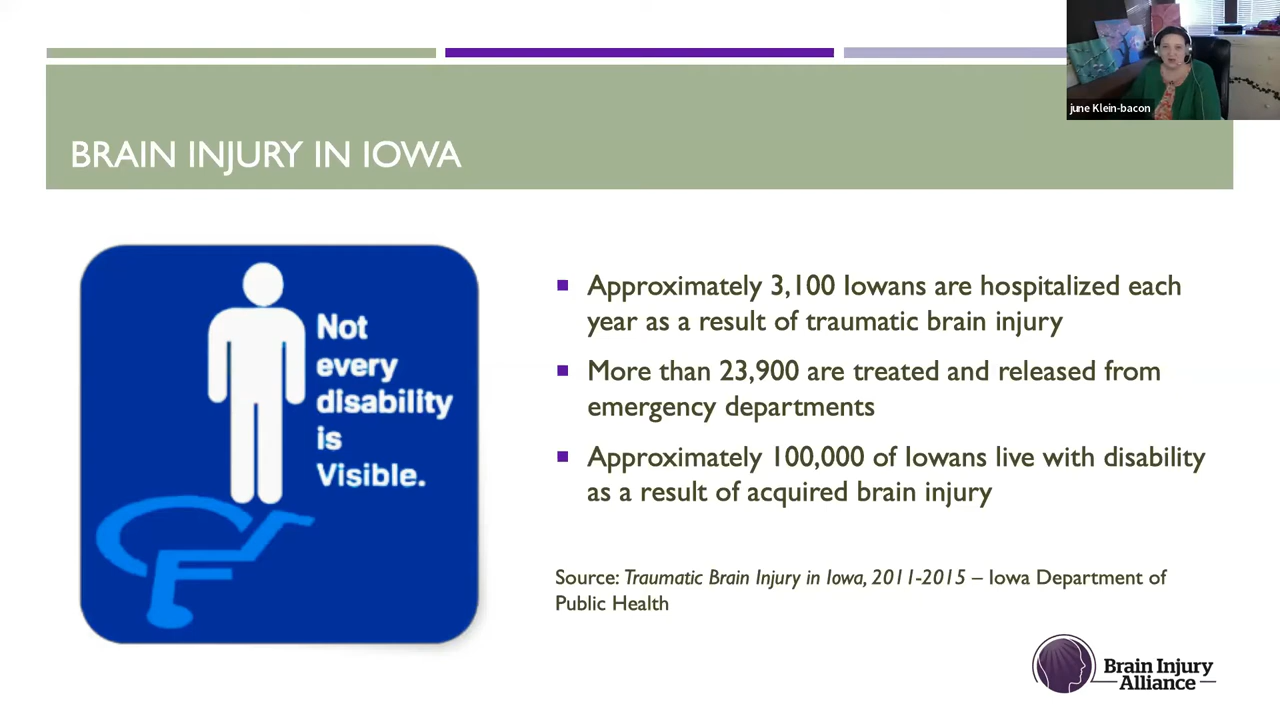 june Klein-bacon
BRAIN INJURY IN IOWA
Not
every
disability
is
Visible.
Approximately 3,100 Iowans are hospitalized each
year as a result of traumatic brain injury
More than 23,900 are treated and released from
emergency departments
Approximately 100,000 of Iowans live with disability
as a result of acquired brain injury
Source: Traumatic Brain Injury in Iowa, 2011-2015 – Iowa Department of
Public Health
Brain Injury
Alliance